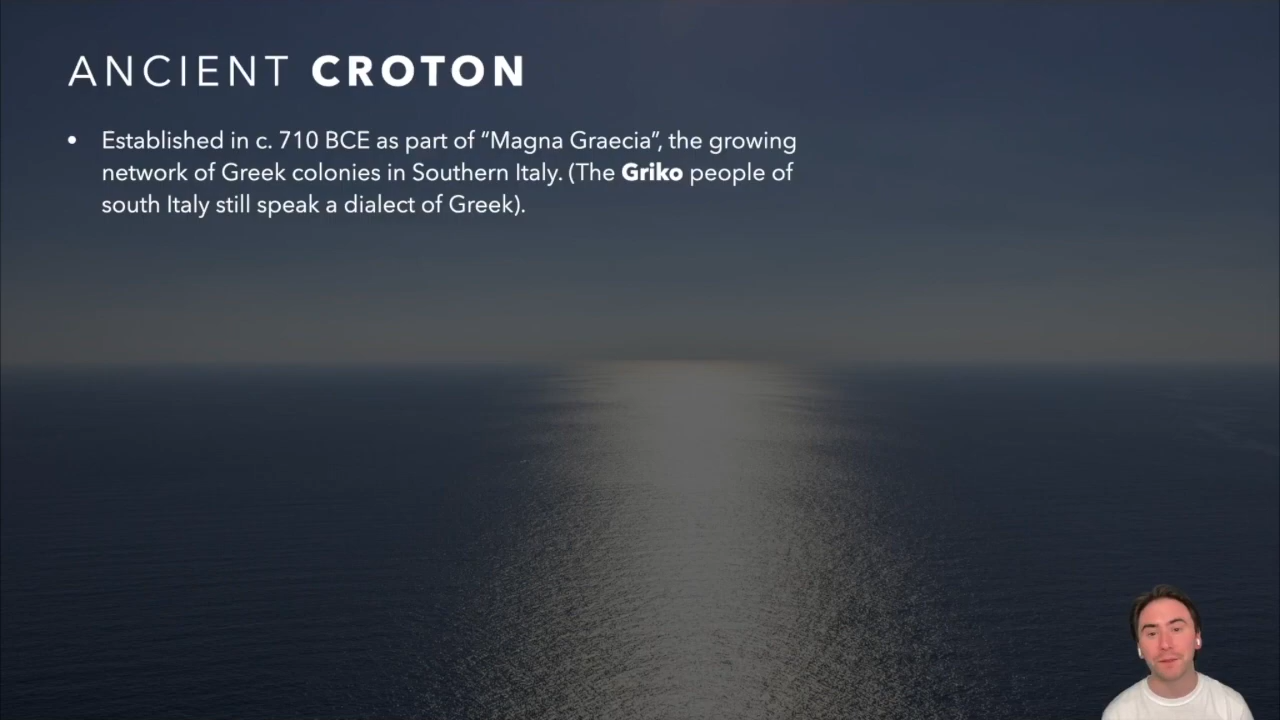 ANCIENT CROTON
• Established in c. 710 BCE as part of “Magna Graecia”, the growing
network of Greek colonies in Southern Italy. (The Griko people of
south Italy still speak a dialect of Greek).